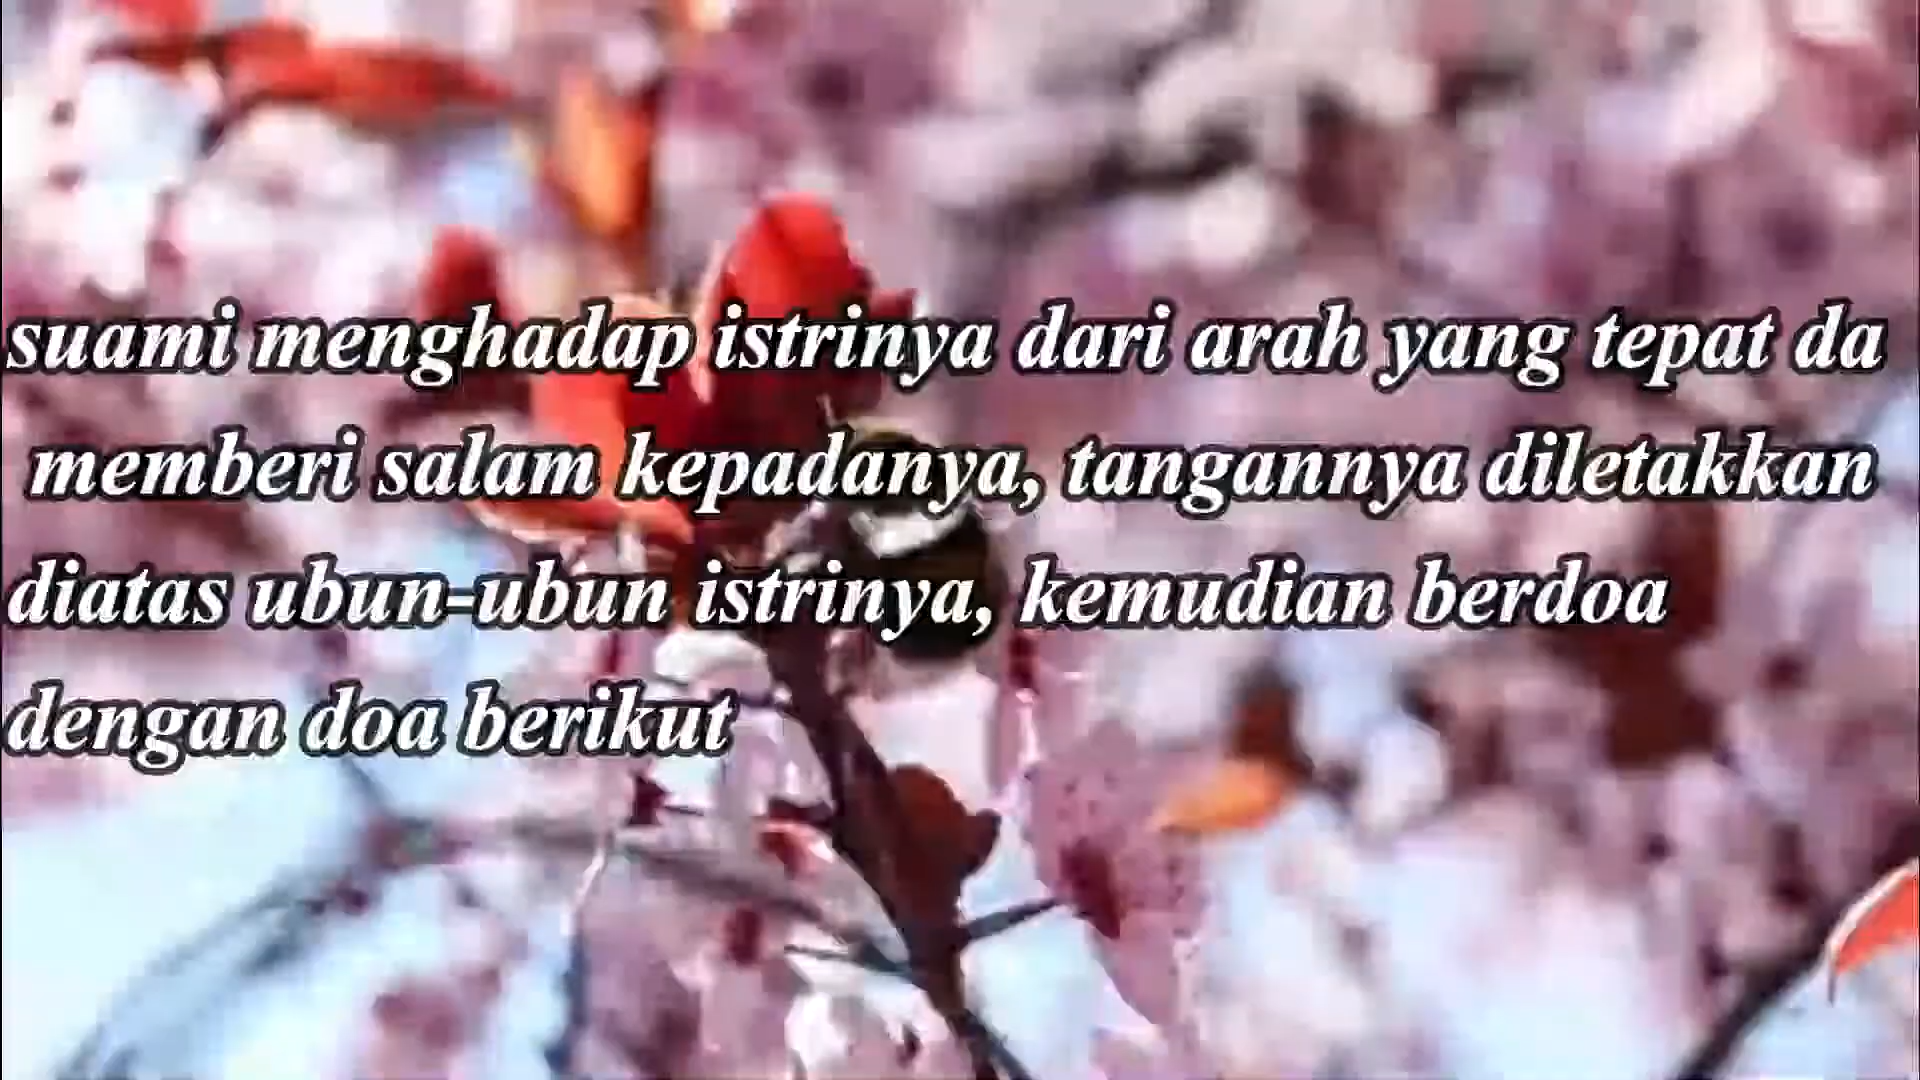 suami menghadap istrinya dari arah yang tepat da
memberi salam kepadanya, tangannya diletakkan
diatas ubun-ubun istrinya, kemudian berdoa
dengan doa berikut